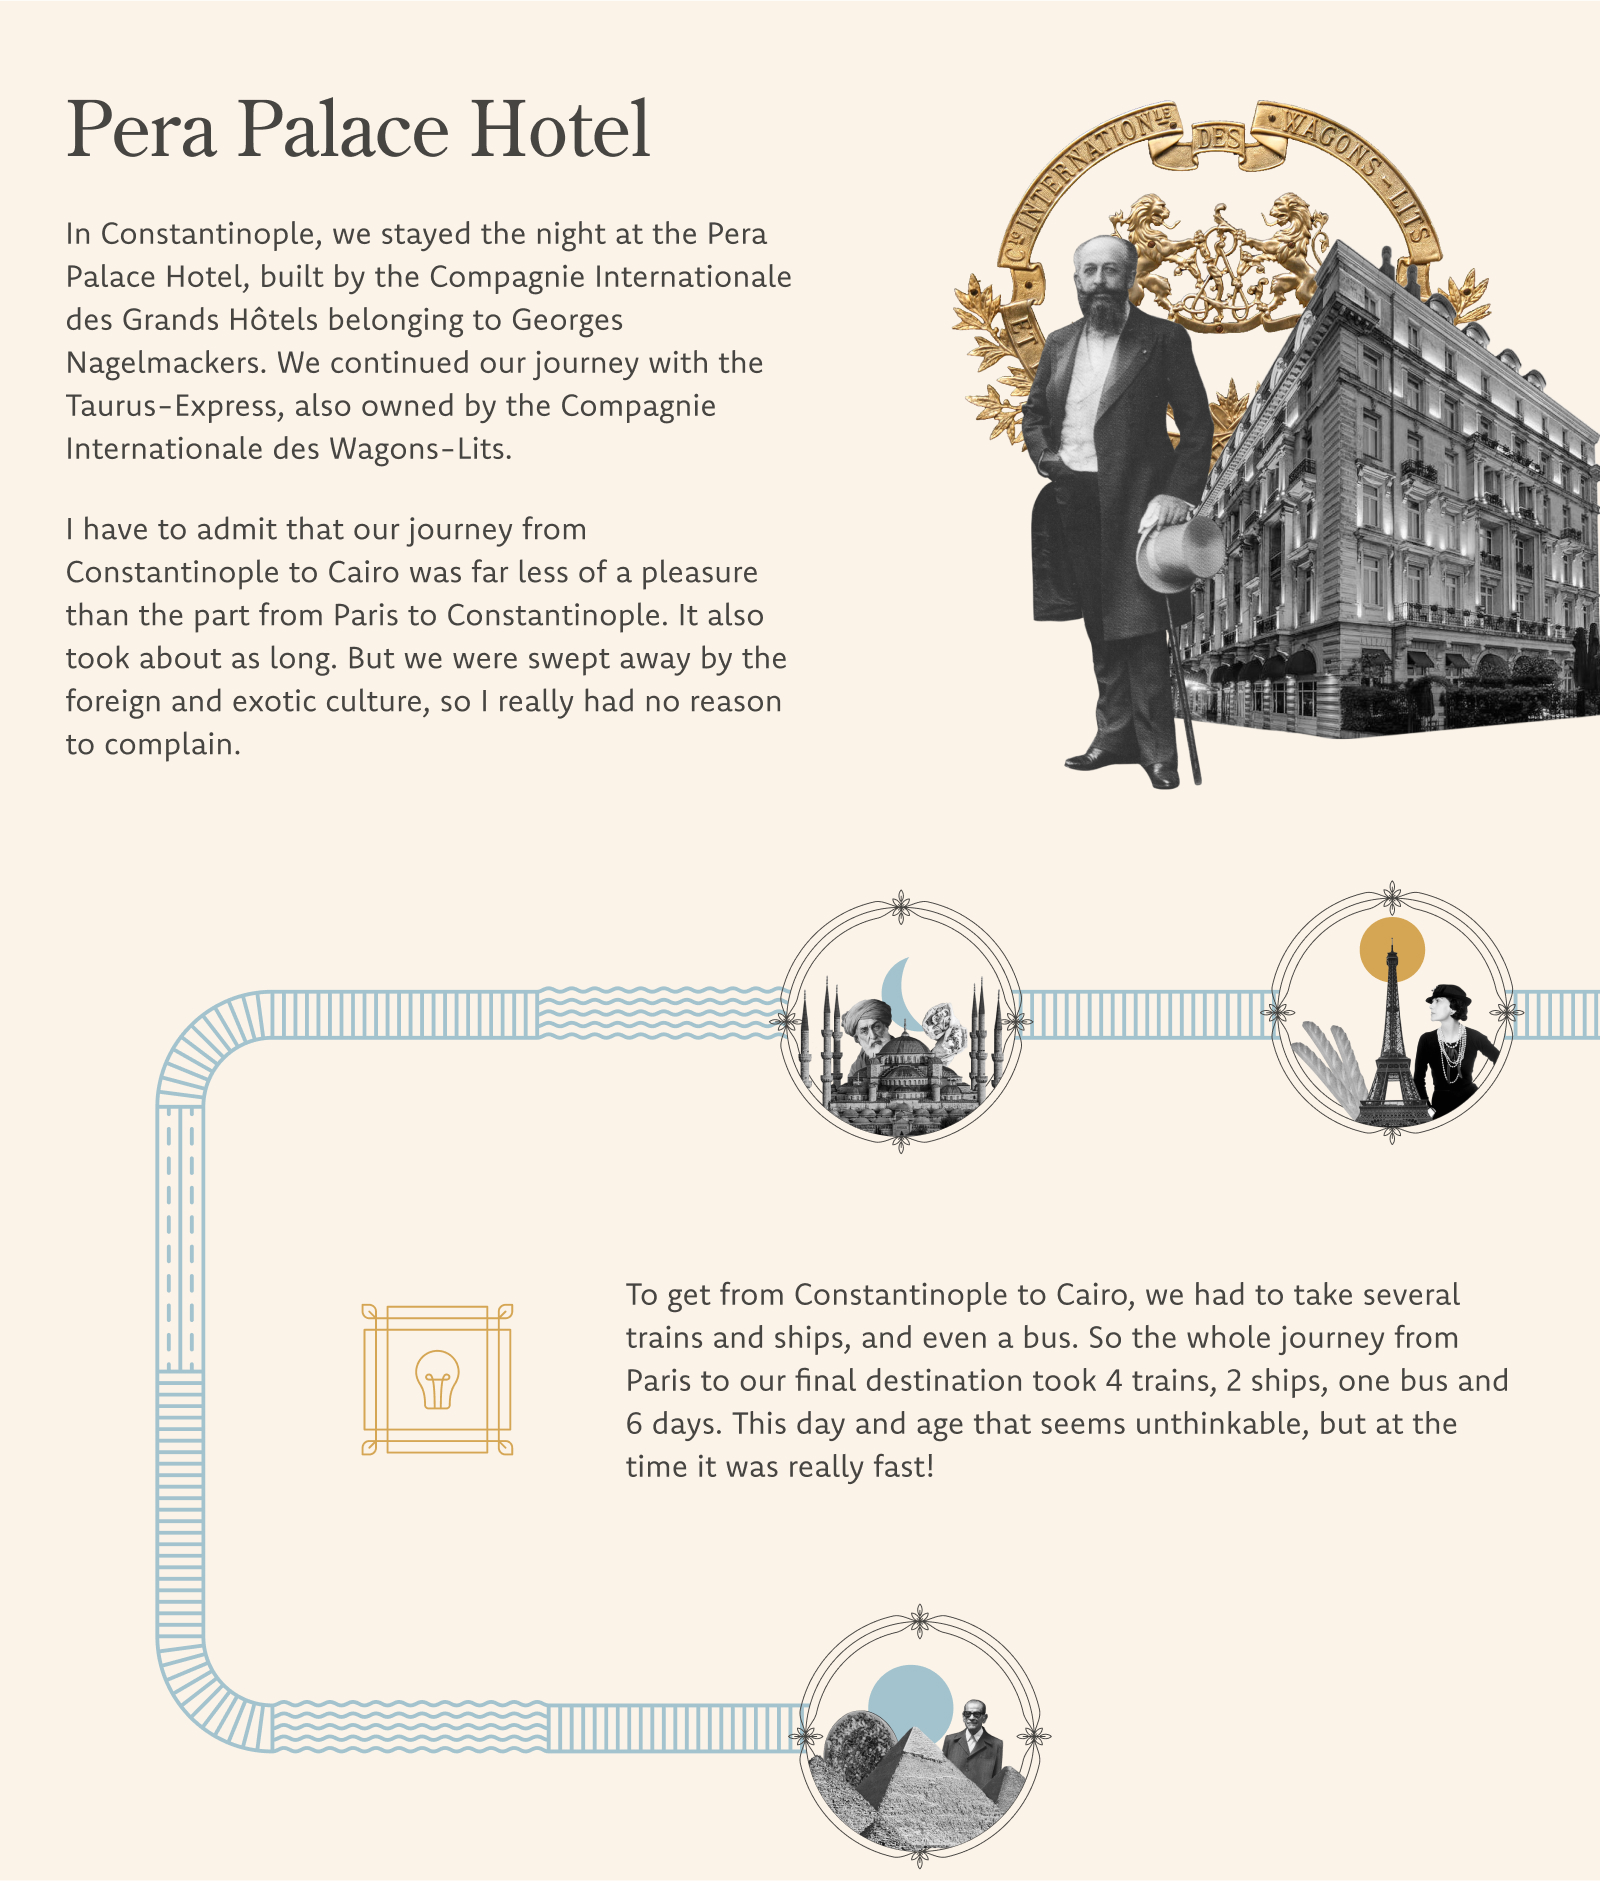 Pera Palace Hotel
In Constantinople, we stayed the night at the Pera
Palace Hotel, built by the Compagnie Internationale
des Grands Hôtels belonging to Georges
Nagelmackers. We continued our journey with the
Taurus-Express, also owned by the Compagnie
Internationale des Wagons-Lits.
I have to admit that our journey from
Constantinople to Cairo was far less of a pleasure
than the part from Paris to Constantinople. It also
took about as long. But we were swept away by the
foreign and exotic culture, so I really had no reason
to complain.
CIE INTERNATIONLE DES WAGONS-LITS
ET
To get from Constantinople to Cairo, we had to take several
trains and ships, and even a bus. So the whole journey from
Paris to our final destination took 4 trains, 2 ships, one bus and
6 days. This day and age that seems unthinkable, but at the
time it was really fast!